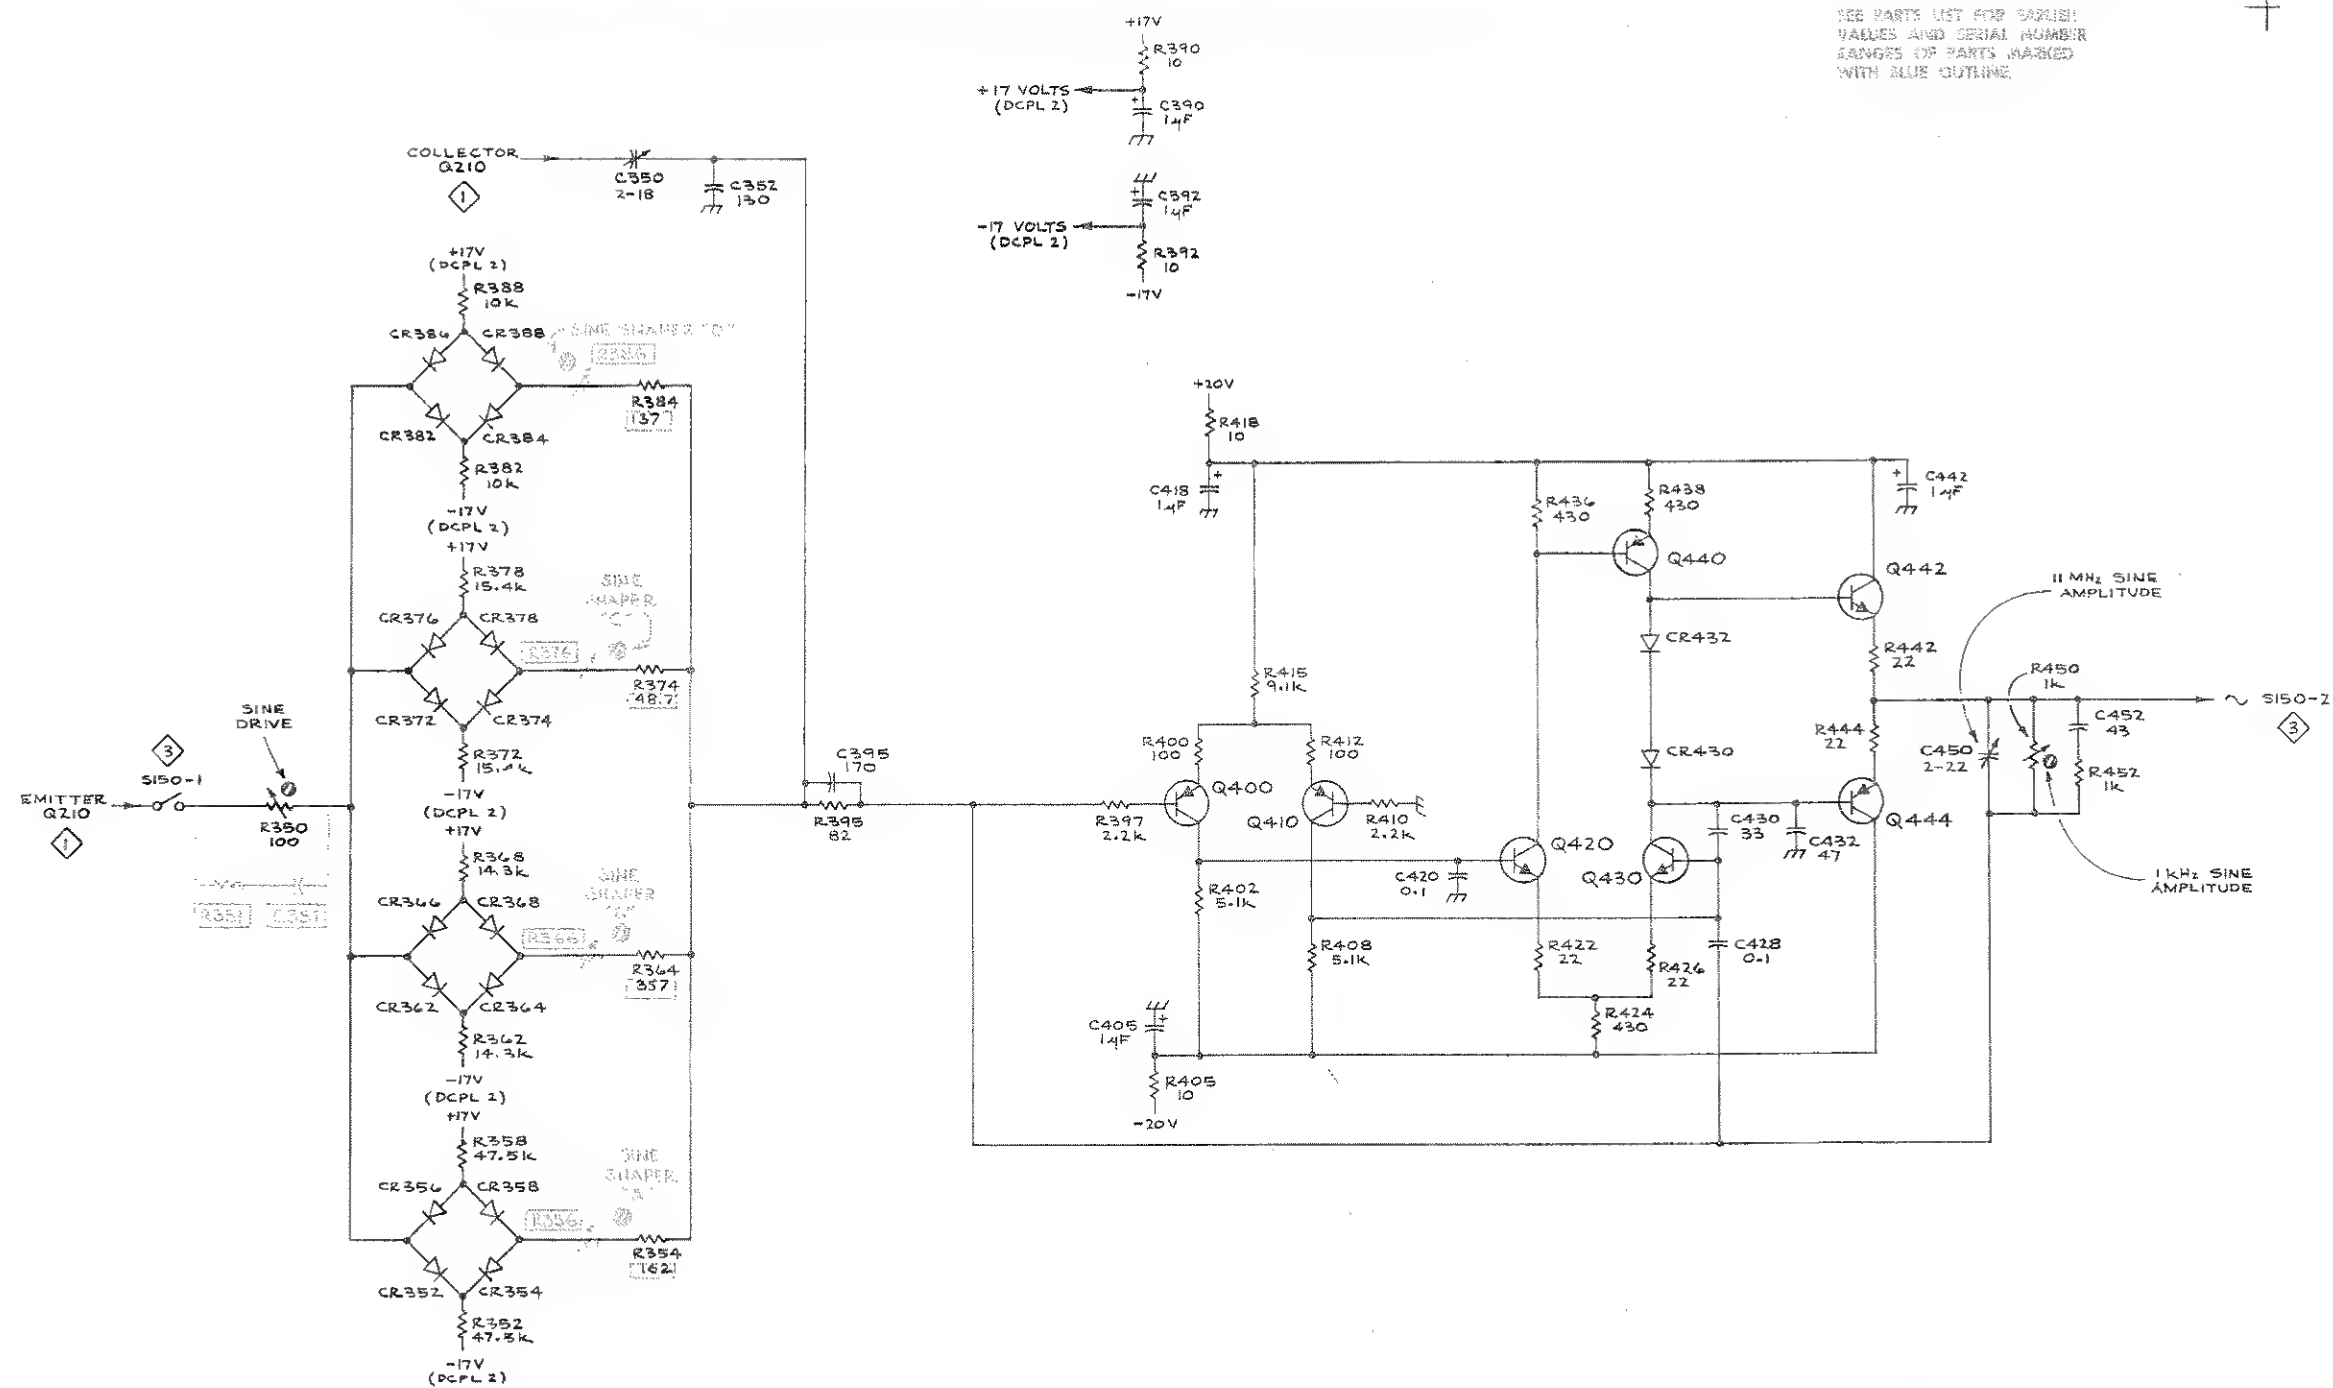 SEE PARTS LIST FOR EARLIER
VALUES AND SERIAL NUMBER
RANGES OF PARTS MARKED
WITH BLUE OUTLINE.
+17V
R390
10
+17 VOLTS
(DCPL 2)
C390
1µF
C392
1µF
-17 VOLTS
(DCPL 2)
R392
10
-17V
COLLECTOR
Q210
1
C350
2-18
C352
130
+17V
(DCPL 2)
R388
10K
CR386
CR388
SINE SHAPER "D"
R386
R384
137
CR382
CR384
R382
10K
-17V
(DCPL 2)
+17V
R378
15.4K
CR376
CR378
SINE
SHAPER
"C"
R376
R374
48.7
CR372
CR374
R372
15.4K
-17V
(DCPL 2)
+17V
SINE
DRIVE
3
S150-1
EMITTER
Q210
1
R350
100
R351
C351
R368
14.3K
CR366
CR368
SINE
SHAPER
R366
R364
357
CR362
CR364
R362
14.3K
-17V
(DCPL 2)
+17V
R358
47.5K
CR356
CR358
SINE
SHAPER
R356
R354
162
CR352
CR354
R352
47.5K
-17V
(DCPL 2)
C395
170
R395
82
+20V
R418
10
C418
1µF
R436
430
R438
430
C442
1µF
Q440
Q442
CR432
R442
22
R415
9.1K
R400
100
R412
100
Q400
Q410
R397
2.2K
R410
2.2K
CR430
R444
22
Q444
11 MHz SINE
AMPLITUDE
R450
1K
C450
2-22
C452
43
R452
1K
∼ S150-2
3
1 KHz SINE
AMPLITUDE
Q420
Q430
C430
33
C432
47
C420
0.1
R402
5.1K
R408
5.1K
R422
22
R426
22
C428
0.1
R424
430
C405
1µF
R405
10
-20V